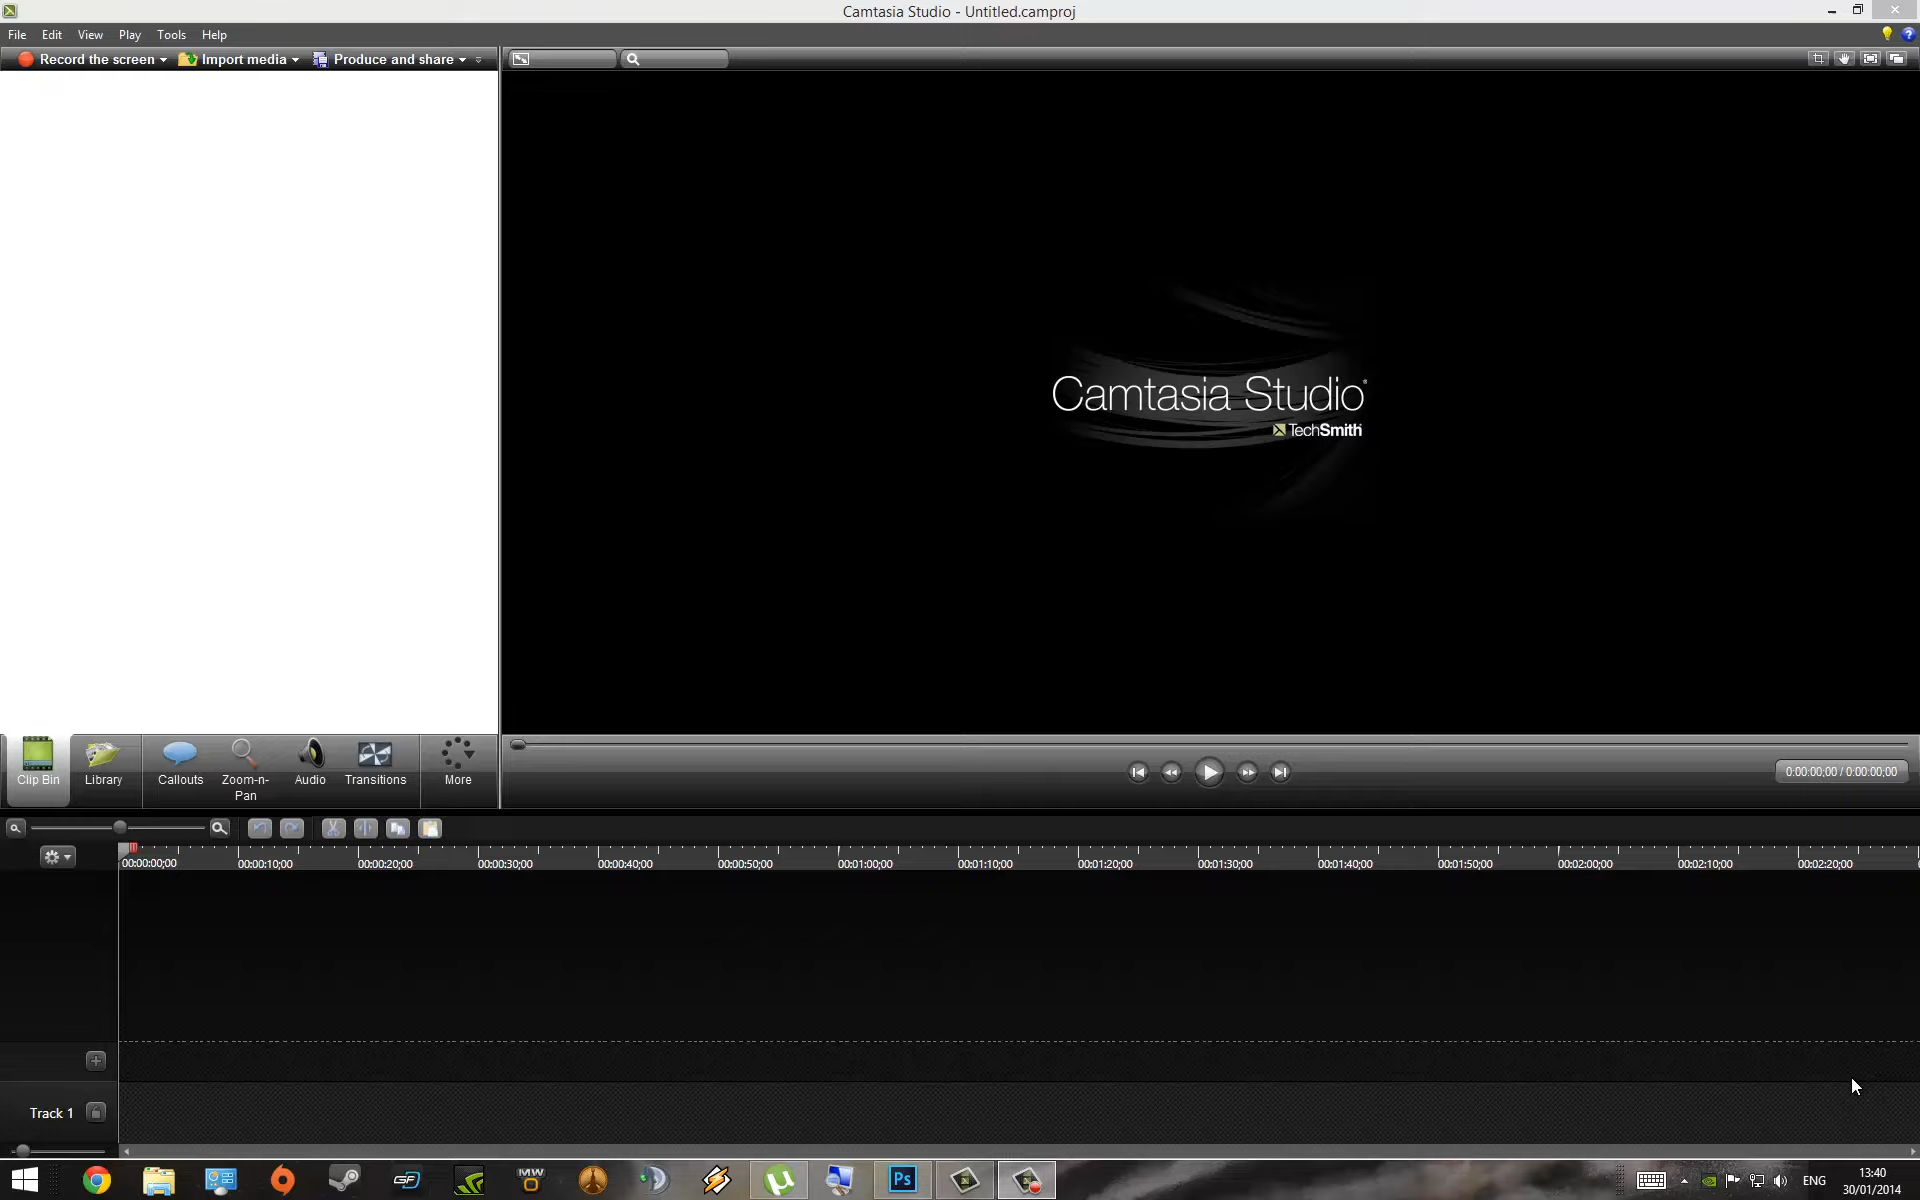 Camtasia Studio - Untitled.camproj
File Edit View Play Tools Help
Record the screen Import media Produce and share
Camtasia Studio
TechSmith
Clip Bin Library Callouts Zoom-n-Pan Audio Transitions More
0:00:00;00 / 0:00:00;00
00:00:00;00 00:00:10;00 00:00:20;00 00:00:30;00 00:00:40;00 00:00:50;00 00:01:00;00 00:01:10;00 00:01:20;00 00:01:30;00 00:01:40;00 00:01:50;00 00:02:00;00 00:02:10;00 00:02:20;00
Track 1
GF MW Ps ENG 13:40
30/01/2014